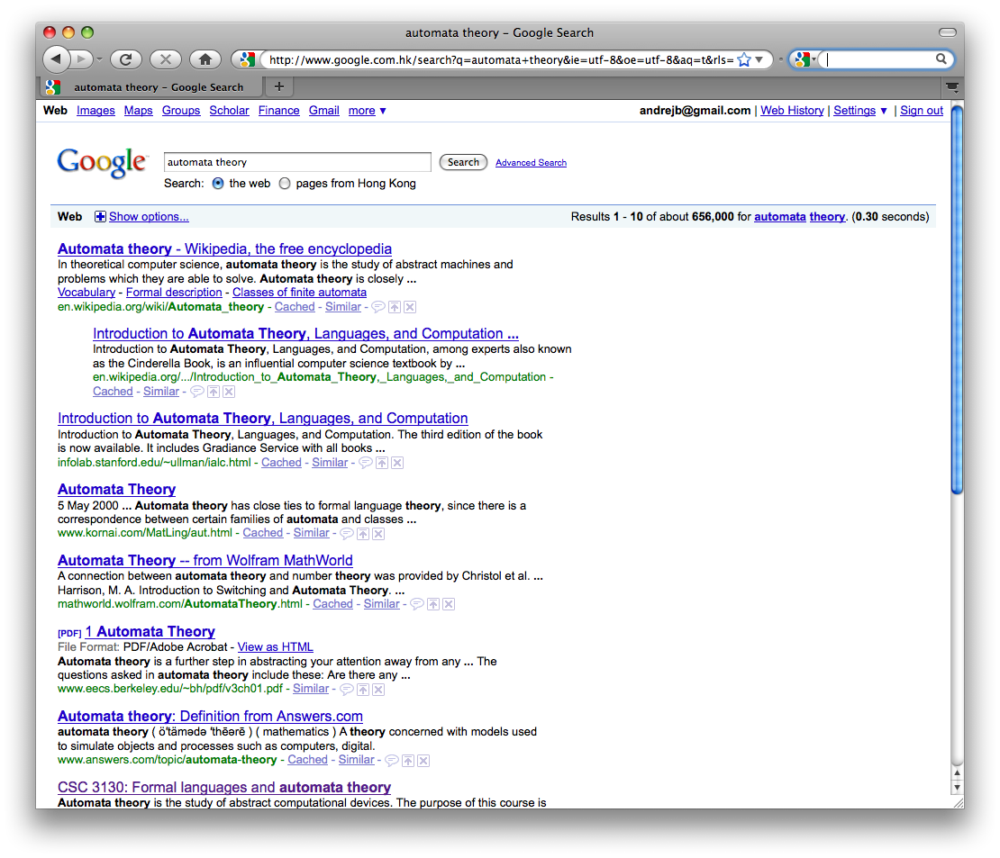 automata theory – Google Search
http://www.google.com.hk/search?q=automata+theory&ie=utf-8&oe=utf-8&aq=t&rls=
automata theory – Google Search
Web Images Maps Groups Scholar Finance Gmail more ▼ andrejb@gmail.com | Web History | Settings ▼ | Sign out
Google automata theory Search Advanced Search
Search: the web pages from Hong Kong
Web Show options... Results 1 - 10 of about 656,000 for automata theory. (0.30 seconds)
Automata theory - Wikipedia, the free encyclopedia
In theoretical computer science, automata theory is the study of abstract machines and
problems which they are able to solve. Automata theory is closely ...
Vocabulary - Formal description - Classes of finite automata
en.wikipedia.org/wiki/Automata_theory - Cached - Similar -
Introduction to Automata Theory, Languages, and Computation ...
Introduction to Automata Theory, Languages, and Computation, among experts also known
as the Cinderella Book, is an influential computer science textbook by ...
en.wikipedia.org/.../Introduction_to_Automata_Theory,_Languages,_and_Computation -
Cached - Similar -
Introduction to Automata Theory, Languages, and Computation
Introduction to Automata Theory, Languages, and Computation. The third edition of the book
is now available. It includes Gradiance Service with all books ...
infolab.stanford.edu/~ullman/ialc.html - Cached - Similar -
Automata Theory
5 May 2000 ... Automata theory has close ties to formal language theory, since there is a
correspondence between certain families of automata and classes ...
www.kornai.com/MatLing/aut.html - Cached - Similar -
Automata Theory -- from Wolfram MathWorld
A connection between automata theory and number theory was provided by Christol et al. ...
Harrison, M. A. Introduction to Switching and Automata Theory. ...
mathworld.wolfram.com/AutomataTheory.html - Cached - Similar -
[PDF] 1 Automata Theory
File Format: PDF/Adobe Acrobat - View as HTML
Automata theory is a further step in abstracting your attention away from any ... The
questions asked in automata theory include these: Are there any ...
www.eecs.berkeley.edu/~bh/pdf/v3ch01.pdf - Similar -
Automata theory: Definition from Answers.com
automata theory ( ö′tämədə ′thēərē ) ( mathematics ) A theory concerned with models used
to simulate objects and processes such as computers, digital.
www.answers.com/topic/automata-theory - Cached - Similar -
CSC 3130: Formal languages and automata theory
Automata theory is the study of abstract computational devices. The purpose of this course is